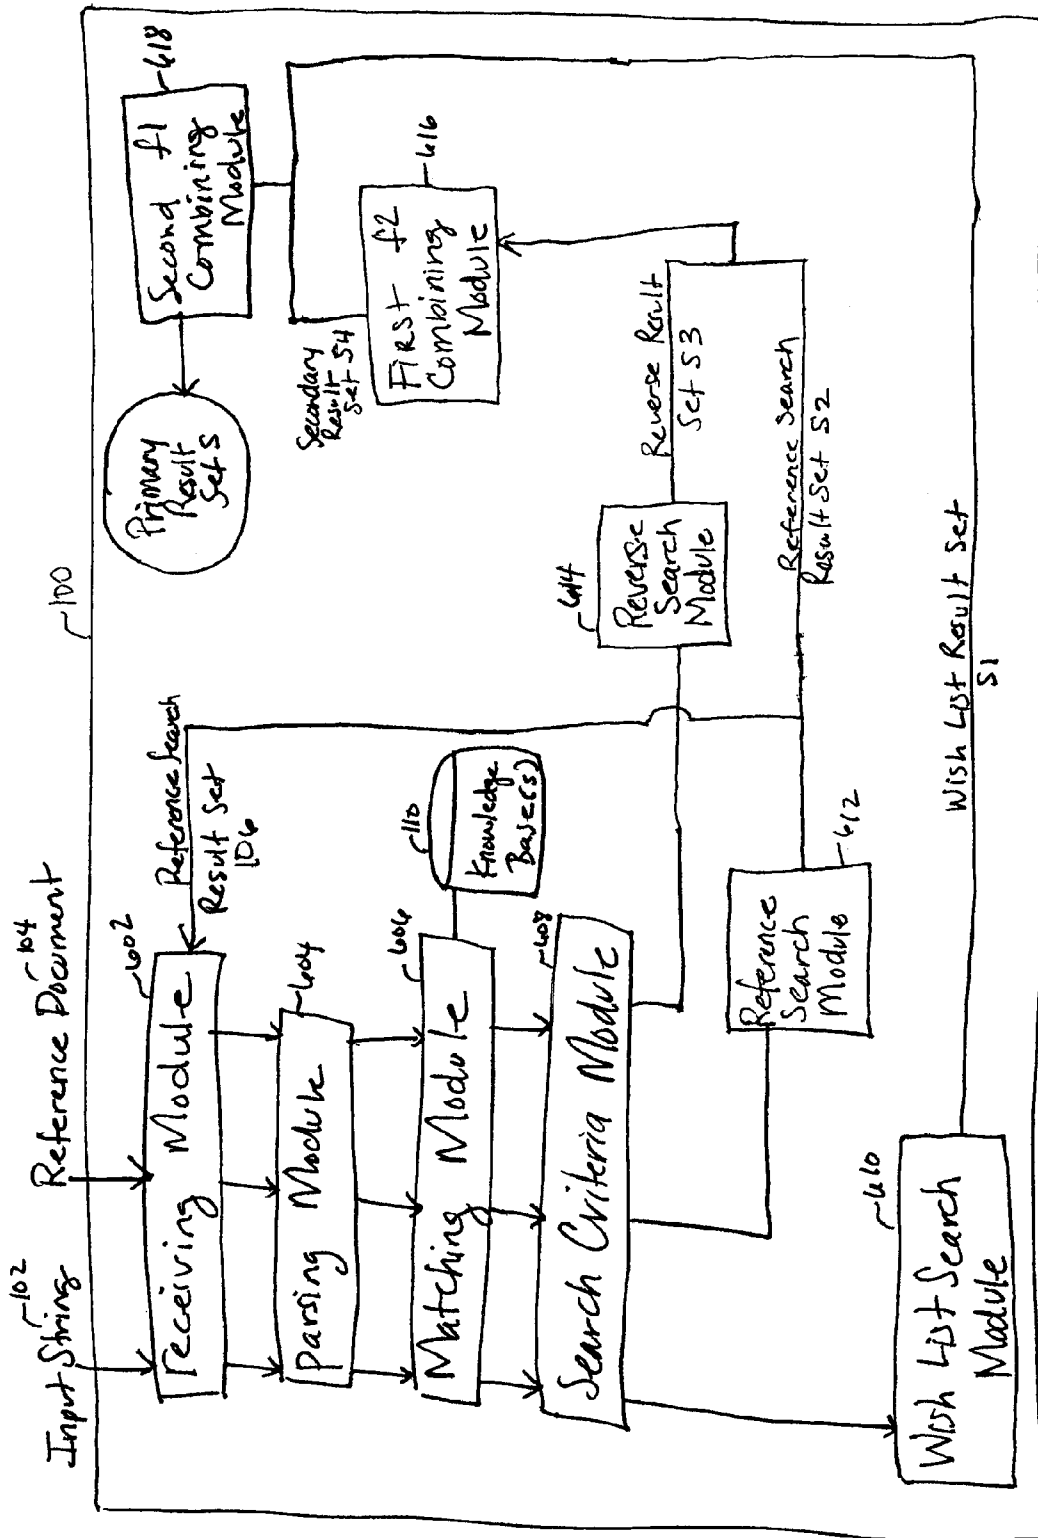 Input String
102
Reference Document
104
100
Receiving Module
602
Reference Search
Result Set
106
Parsing Module
604
Matching Module
606
110
Knowledge
Base(s)
Search Criteria Module
608
Wish List Search
Module
610
Reference
Search
Module
612
Reverse
Search
Module
614
Wish List Result Set
S1
Reference Search
Result Set S2
Reverse Result
Set S3
First f2
Combining
Module
616
Secondary
Result
Set S4
Second f1
Combining
Module
618
Primary
Result
Set S